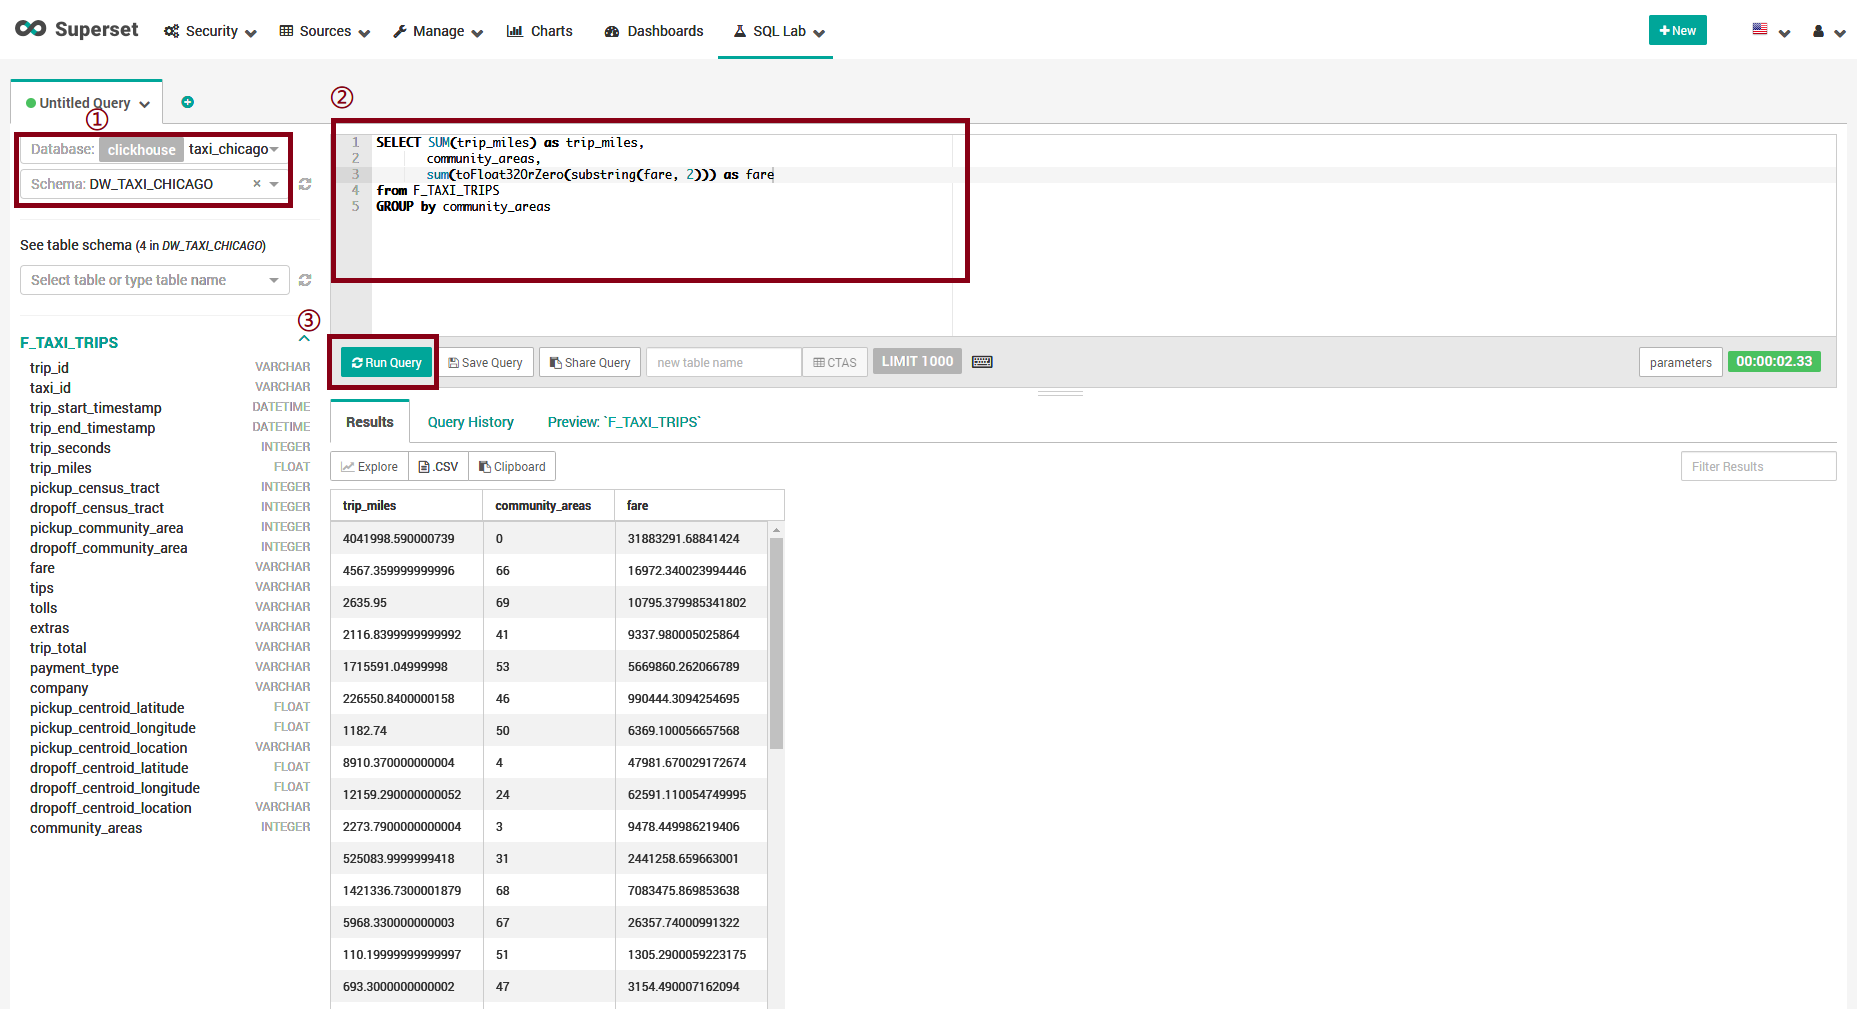 Superset Security Sources Manage Charts Dashboards SQL Lab New
Untitled Query
①
②
Database: clickhouse taxi_chicago
Schema: DW_TAXI_CHICAGO ×
See table schema (4 in DW_TAXI_CHICAGO)
Select table or type table name
③
F_TAXI_TRIPS
trip_id VARCHAR
taxi_id VARCHAR
trip_start_timestamp DATETIME
trip_end_timestamp DATETIME
trip_seconds INTEGER
trip_miles FLOAT
pickup_census_tract INTEGER
dropoff_census_tract INTEGER
pickup_community_area INTEGER
dropoff_community_area INTEGER
fare VARCHAR
tips VARCHAR
tolls VARCHAR
extras VARCHAR
trip_total VARCHAR
payment_type VARCHAR
company VARCHAR
pickup_centroid_latitude FLOAT
pickup_centroid_longitude FLOAT
pickup_centroid_location VARCHAR
dropoff_centroid_latitude FLOAT
dropoff_centroid_longitude FLOAT
dropoff_centroid_location VARCHAR
community_areas INTEGER
1 SELECT SUM(trip_miles) as trip_miles,
2 community_areas,
3 sum(toFloat32OrZero(substring(fare, 2))) as fare
4 from F_TAXI_TRIPS
5 GROUP by community_areas
Run Query Save Query Share Query new table name CTAS LIMIT 1000 parameters 00:00:02.33
Results Query History Preview: `F_TAXI_TRIPS`
Explore .CSV Clipboard Filter Results
trip_miles community_areas fare
4041998.590000739 0 31883291.68841424
4567.359999999996 66 16972.340023994446
2635.95 69 10795.379985341802
2116.8399999999992 41 9337.980005025864
1715591.04999998 53 5669860.262066789
226550.8400000158 46 990444.3094254695
1182.74 50 6369.100056657568
8910.370000000004 4 47981.670029172674
12159.290000000052 24 62591.110054749995
2273.7900000000004 3 9478.449986219406
525083.9999999418 31 2441258.659663001
1421336.7300001879 68 7083475.869853638
5968.330000000003 67 26357.74000991322
110.19999999999997 51 1305.2900059223175
693.3000000000002 47 3154.490007162094